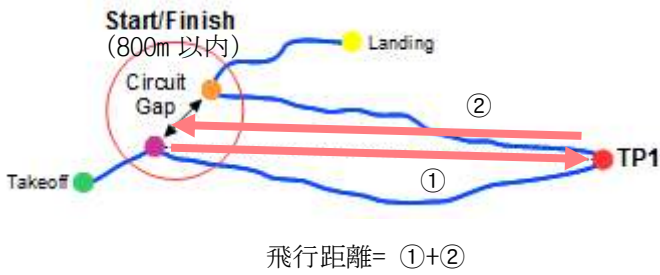 Start/Finish
(800m 以内)
Landing
Circuit
Gap
②
TP1
Takeoff
①
飛行距離= ①+②